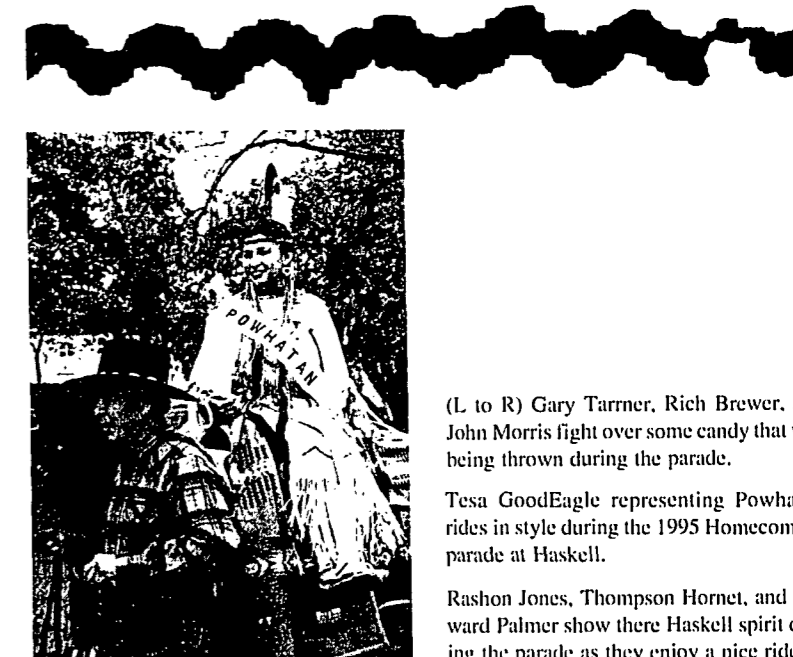 POWHATAN
(L to R) Gary Tarrner, Rich Brewer,
John Morris fight over some candy that
being thrown during the parade.
Tesa GoodEagle representing Powha
rides in style during the 1995 Homecom
parade at Haskell.
Rashon Jones, Thompson Hornet, and
ward Palmer show there Haskell spirit
ing the parade as they enjoy a nice ride